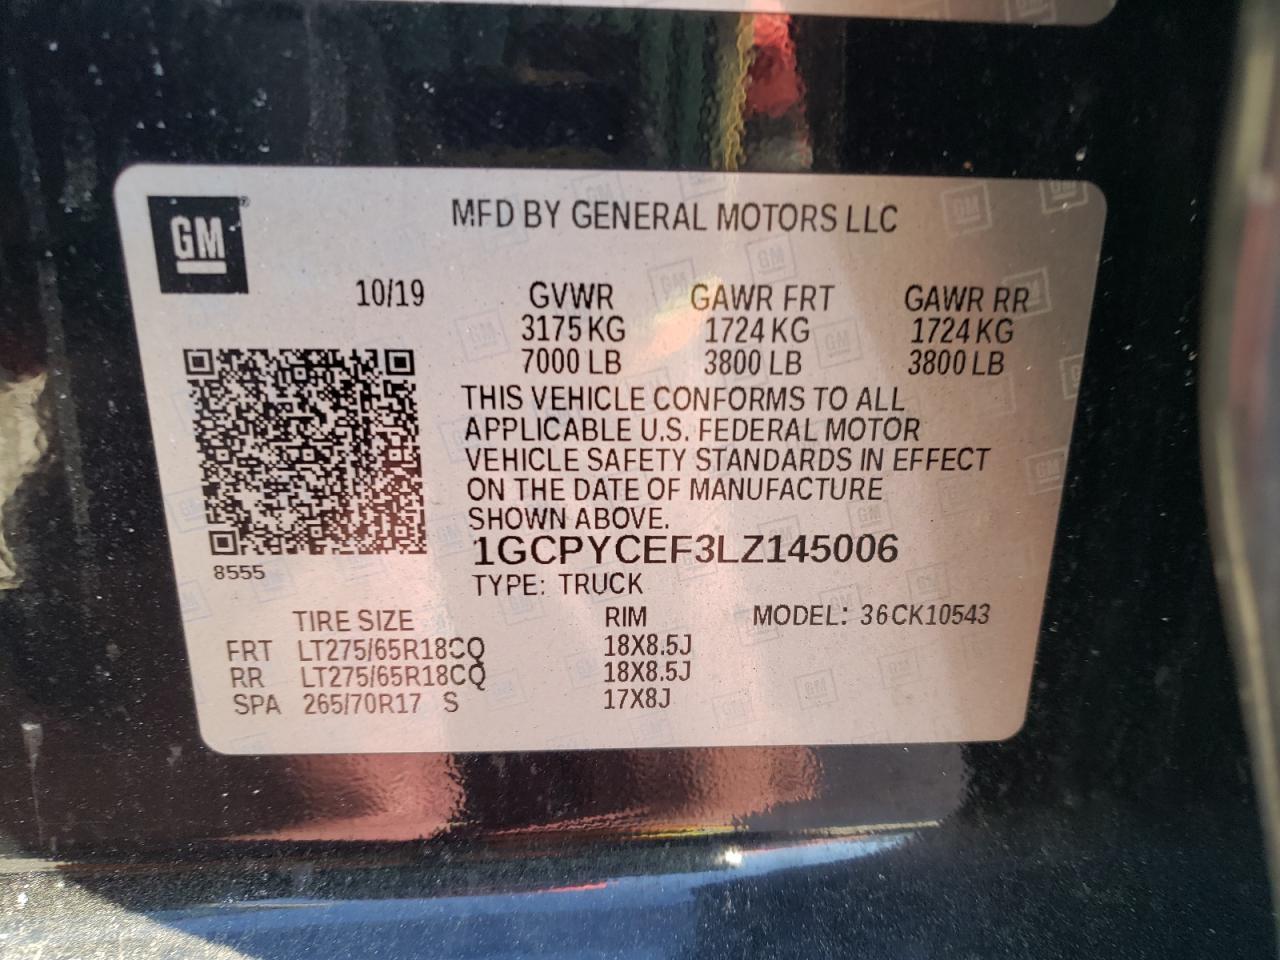 GM
MFD BY GENERAL MOTORS LLC
10/19 GVWR GAWR FRT GAWR RR
3175 KG 1724 KG 1724 KG
7000 LB 3800 LB 3800 LB
THIS VEHICLE CONFORMS TO ALL
APPLICABLE U.S. FEDERAL MOTOR
VEHICLE SAFETY STANDARDS IN EFFECT
ON THE DATE OF MANUFACTURE
SHOWN ABOVE.
1GCPYCEF3LZ145006
8555
TYPE: TRUCK
TIRE SIZE RIM MODEL: 36CK10543
FRT LT275/65R18CQ 18X8.5J
RR LT275/65R18CQ 18X8.5J
SPA 265/70R17 S 17X8J